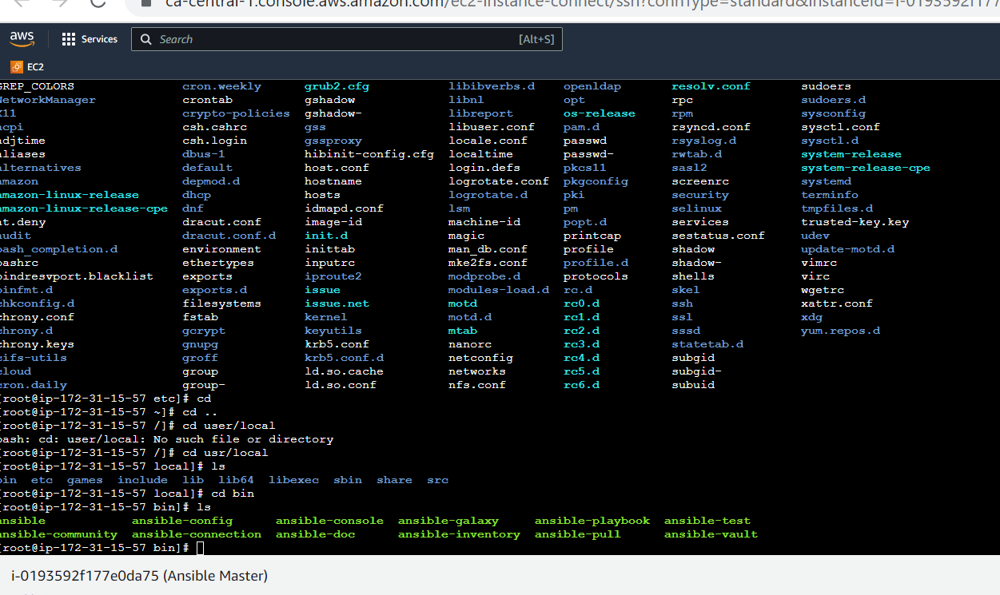 ca-central-1.console.aws.amazon.com/ec2-instance-connect/ssh?connType=standard&instanceId=i-0193592f177
aws Services Search [Alt+S]
EC2
GREP_COLORS cron.weekly grub2.cfg libibverbs.d openldap resolv.conf sudoers
NetworkManager crontab gshadow libnl opt rpc sudoers.d
X11 crypto-policies gshadow- libreport os-release rpm sysconfig
acpi csh.cshrc gss libuser.conf pam.d rsyncd.conf sysctl.conf
adjtime csh.login gssproxy locale.conf passwd rsyslog.d sysctl.d
aliases dbus-1 hibinit-config.cfg localtime passwd- rwtab.d system-release
alternatives default host.conf login.defs pkcs11 sasl2 system-release-cpe
amazon depmod.d hostname logrotate.conf pkgconfig screenrc systemd
amazon-linux-release dhcp hosts logrotate.d pki security terminfo
amazon-linux-release-cpe dnf idmapd.conf lsm pm selinux tmpfiles.d
at.deny dracut.conf image-id machine-id popt.d services trusted-key.key
audit dracut.conf.d init.d magic printcap sestatus.conf udev
bash_completion.d environment inittab man_db.conf profile shadow update-motd.d
bashrc ethertypes inputrc mke2fs.conf profile.d shadow- vimrc
bindresvport.blacklist exports iproute2 modprobe.d protocols shells virc
binfmt.d exports.d issue modules-load.d rc.d skel wgetrc
chkconfig.d filesystems issue.net motd rc0.d ssh xattr.conf
chrony.conf fstab kernel motd.d rc1.d ssl xdg
chrony.d gcrypt keyutils mtab rc2.d sssd yum.repos.d
chrony.keys gnupg krb5.conf nanorc rc3.d statetab.d
cifs-utils groff krb5.conf.d netconfig rc4.d subgid
cloud group ld.so.cache networks rc5.d subgid-
cron.daily group- ld.so.conf nfs.conf rc6.d subuid
[root@ip-172-31-15-57 etc]# cd
[root@ip-172-31-15-57 ~]# cd ..
[root@ip-172-31-15-57 /]# cd user/local
bash: cd: user/local: No such file or directory
[root@ip-172-31-15-57 /]# cd usr/local
[root@ip-172-31-15-57 local]# ls
bin etc games include lib lib64 libexec sbin share src
[root@ip-172-31-15-57 local]# cd bin
[root@ip-172-31-15-57 bin]# ls
ansible ansible-config ansible-console ansible-galaxy ansible-playbook ansible-test
ansible-community ansible-connection ansible-doc ansible-inventory ansible-pull ansible-vault
[root@ip-172-31-15-57 bin]#
i-0193592f177e0da75 (Ansible Master)